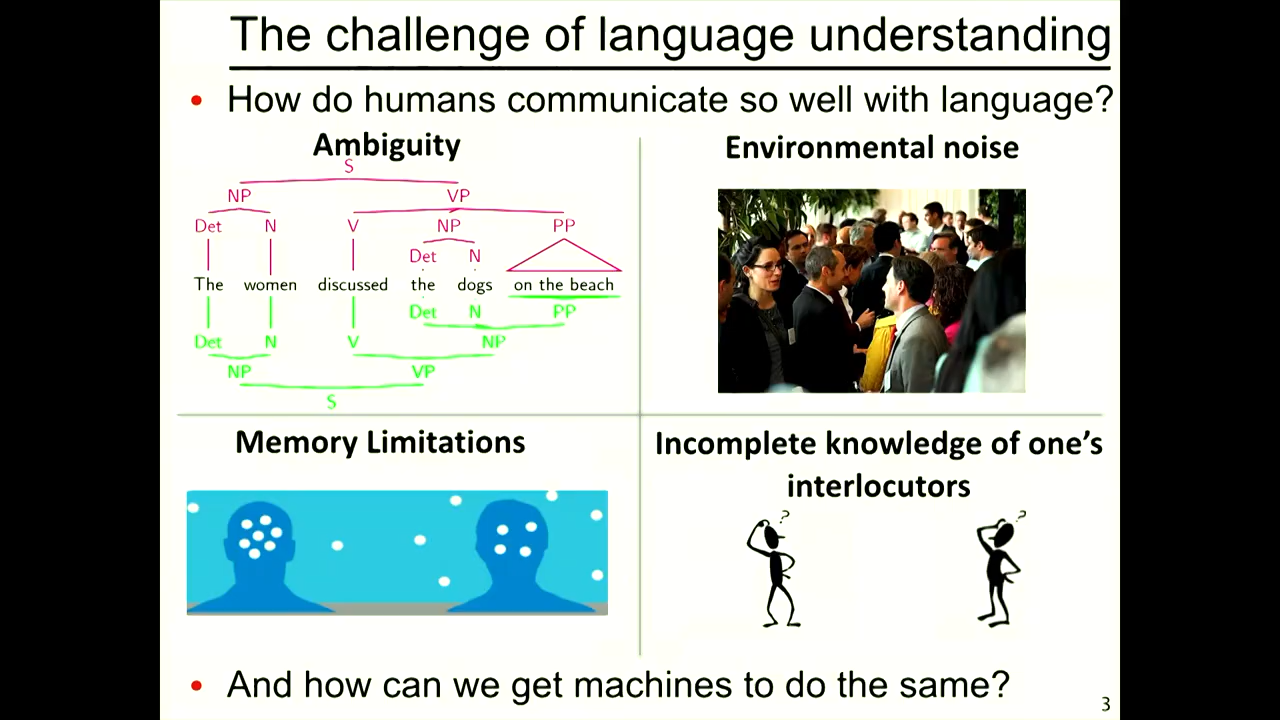 The challenge of language understanding
• How do humans communicate so well with language?
Ambiguity
S
NP VP
Det N V NP PP
Det N
The women discussed the dogs on the beach
Det N PP
Det N V NP
NP VP
S
Environmental noise
Memory Limitations
Incomplete knowledge of one's
interlocutors
? ?
• And how can we get machines to do the same?
3